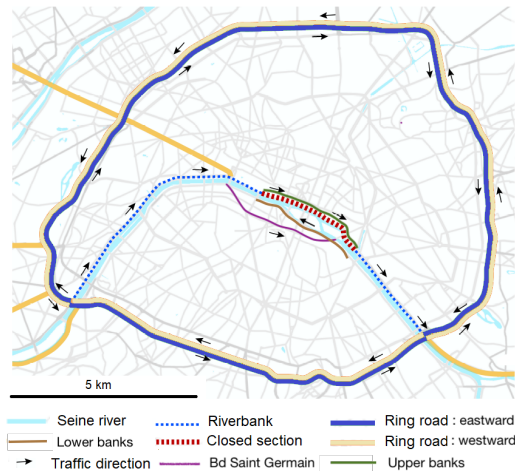 5 km
Seine river Riverbank Ring road : eastward
Lower banks Closed section Ring road : westward
Traffic direction Bd Saint Germain Upper banks